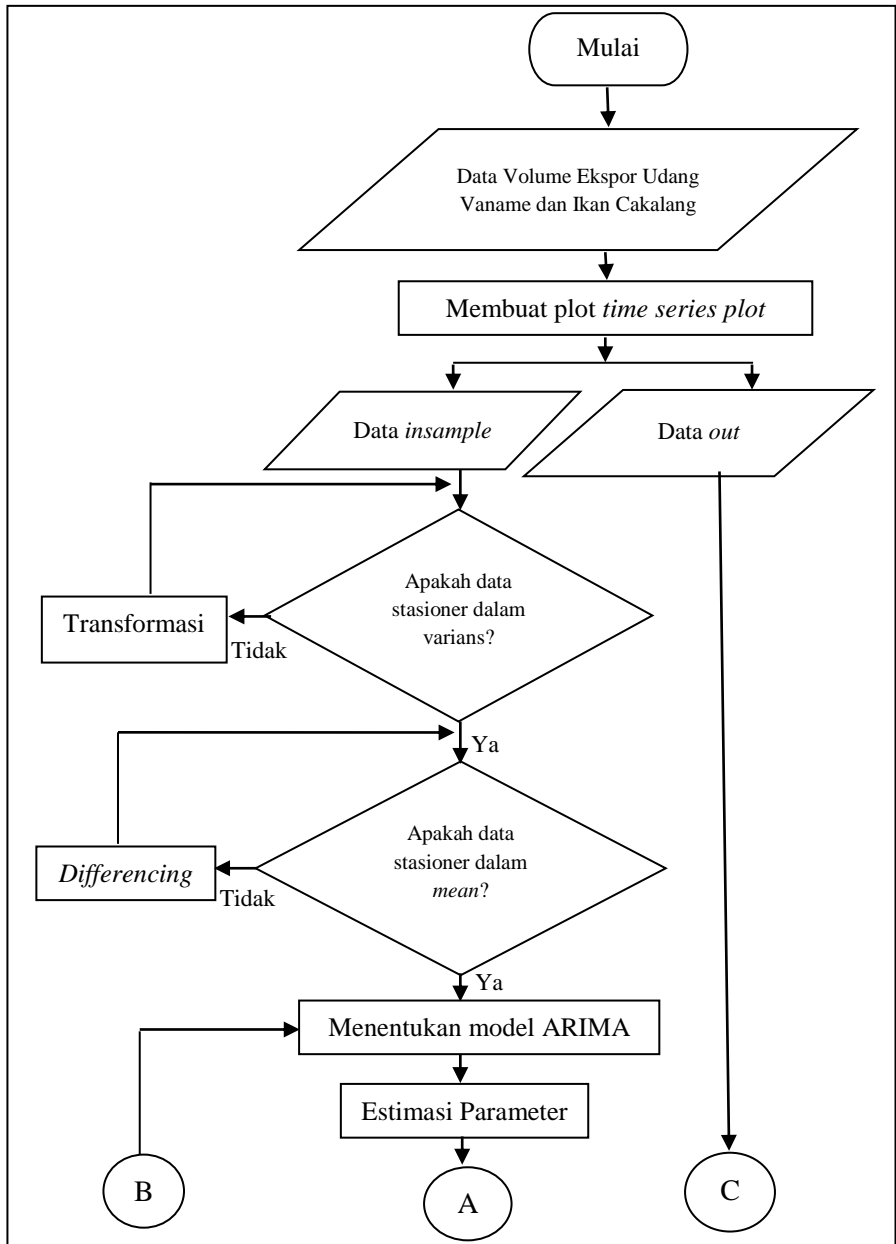 Mulai
Data Volume Ekspor Udang
Vaname dan Ikan Cakalang
Membuat plot time series plot
Data insample
Data out
Apakah data
stasioner dalam
varians?
Transformasi
Tidak
Ya
Apakah data
stasioner dalam
mean?
Differencing
Tidak
Ya
Menentukan model ARIMA
Estimasi Parameter
B
A
C